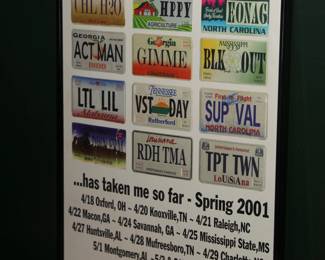 HPPY
AGRICULTURE
NORTH CAROLINA
GEORGIA
ACT MAN
Georgia
GIMME
MISSISSIPPI
BLK OUT
LTL LIL
Alabama
TENNESSEE
VST DAY
Rutherford
First Flight
SUP VAL
NORTH CAROLINA
Louisiana
RDH TMA
TPT TWN
LOUISiANA
...has taken me so far - Spring 2001
4/18 Oxford, OH ~ 4/20 Knoxville, TN ~ 4/21 Raleigh, NC
4/22 Macon, GA ~ 4/24 Savannah, GA ~ 4/25 Mississippi State, MS
4/27 Huntsville, AL ~ 4/28 Mufreesboro, TN ~ 4/29 Charlotte, N
5/1 Montgomery, AL